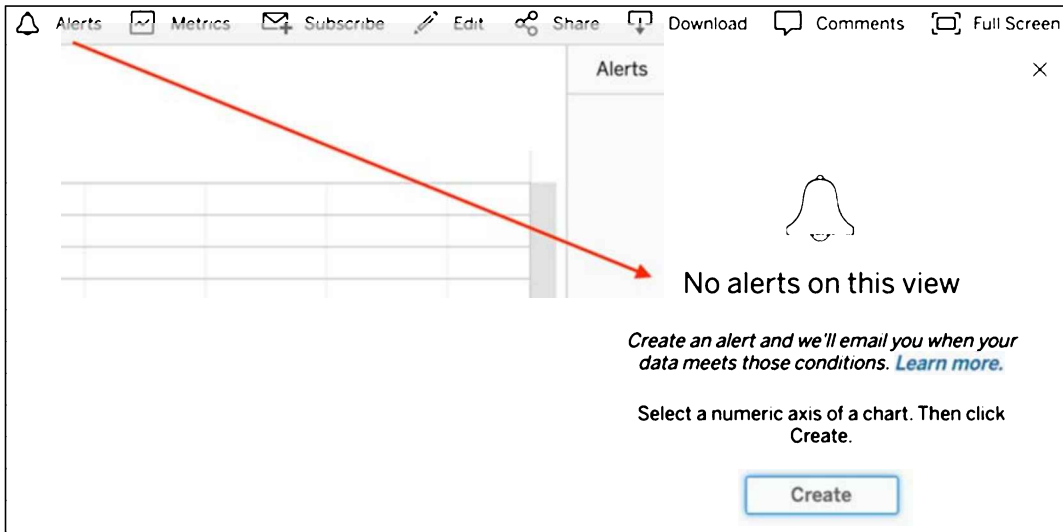 Alerts Metrics Subscribe Edit Share Download Comments Full Screen
Alerts
No alerts on this view
Create an alert and we'll email you when your
data meets those conditions. Learn more.
Select a numeric axis of a chart. Then click
Create.
Create